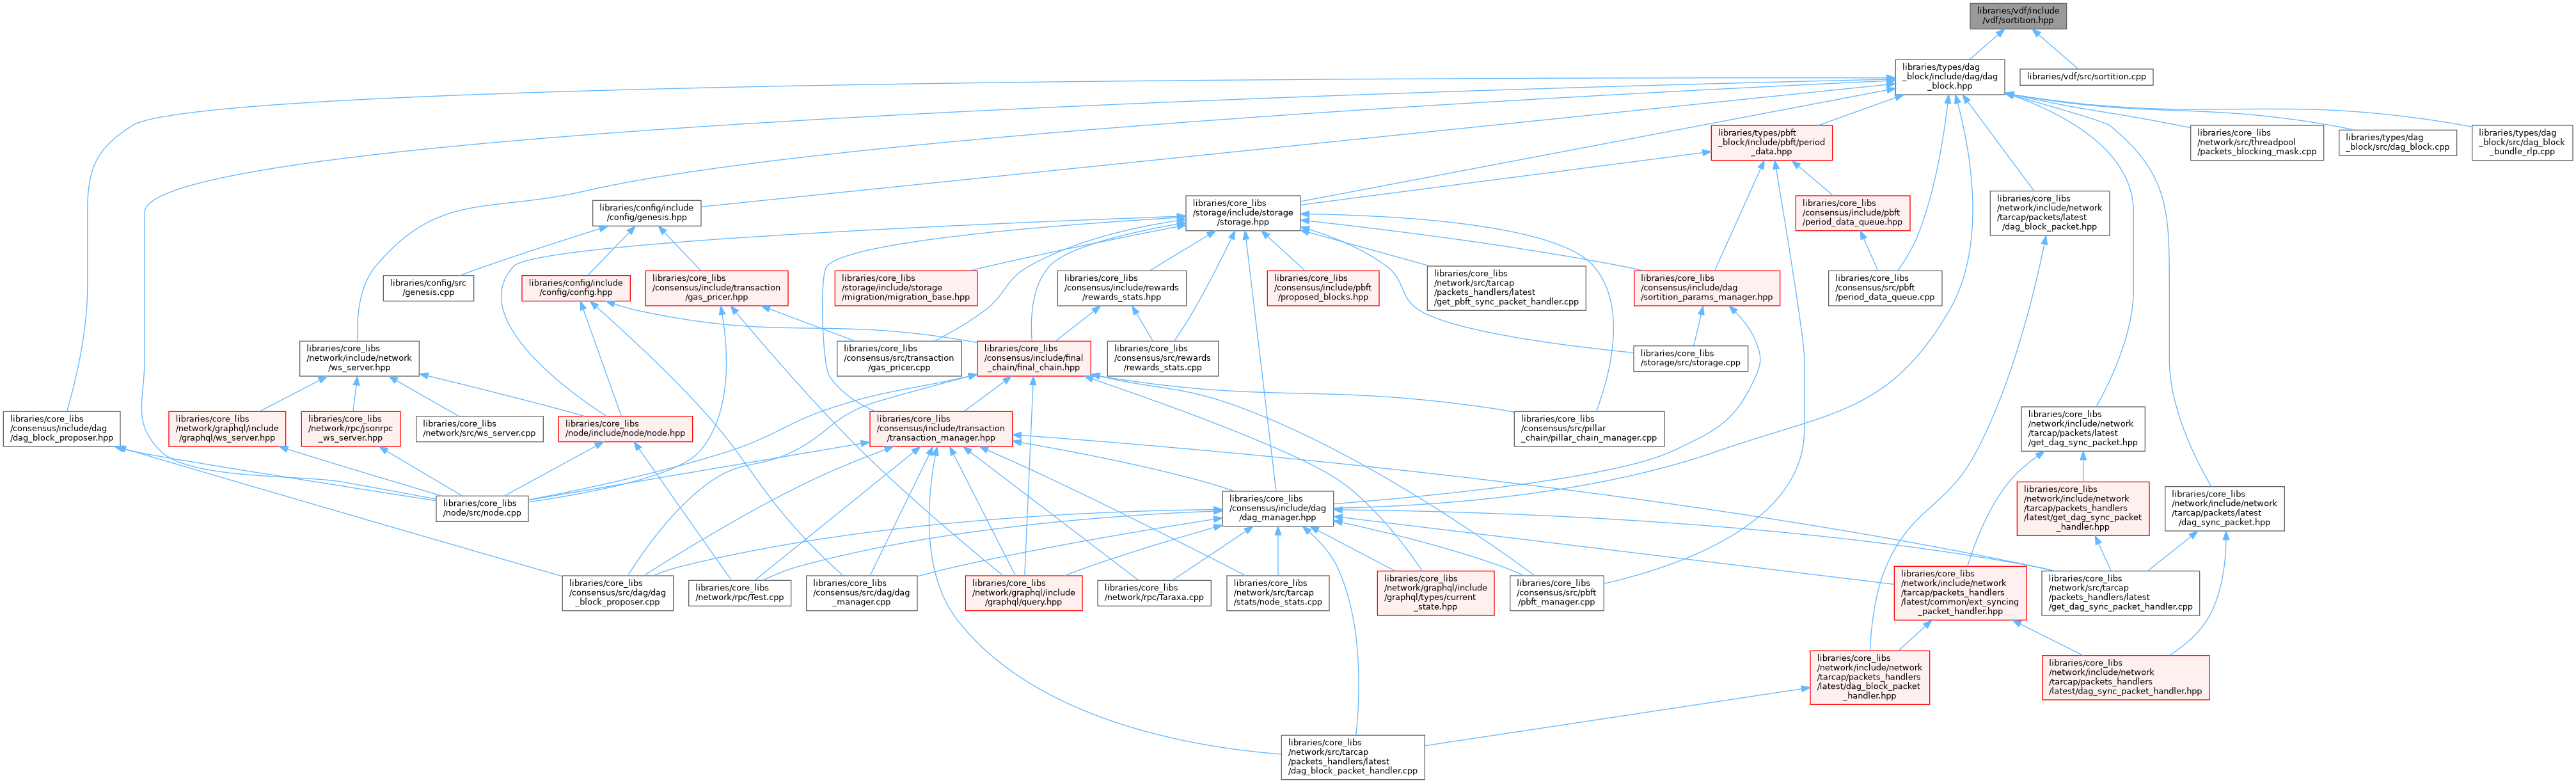 libraries/vdf/include
/vdf/sortition.hpp
libraries/types/dag
_block/include/dag/dag
_block.hpp
libraries/vdf/src/sortition.cpp
libraries/types/pbft
_block/include/pbft/period
_data.hpp
libraries/core_libs
/network/src/threadpool
/packets_blocking_mask.cpp
libraries/types/dag
_block/src/dag_block.cpp
libraries/types/dag
_block/src/dag_block
_bundle_rlp.cpp
libraries/config/include
/config/genesis.hpp
libraries/core_libs
/storage/include/storage
/storage.hpp
libraries/core_libs
/consensus/include/pbft
/period_data_queue.hpp
libraries/core_libs
/network/include/network
/tarcap/packets/latest
/dag_block_packet.hpp
libraries/config/src
/genesis.cpp
libraries/config/include
/config/config.hpp
libraries/core_libs
/consensus/include/transaction
/gas_pricer.hpp
libraries/core_libs
/storage/include/storage
/migration/migration_base.hpp
libraries/core_libs
/consensus/include/rewards
/rewards_stats.hpp
libraries/core_libs
/consensus/include/pbft
/proposed_blocks.hpp
libraries/core_libs
/network/src/tarcap
/packets_handlers/latest
/get_pbft_sync_packet_handler.cpp
libraries/core_libs
/consensus/include/dag
/sortition_params_manager.hpp
libraries/core_libs
/consensus/src/pbft
/period_data_queue.cpp
libraries/core_libs
/network/include/network
/ws_server.hpp
libraries/core_libs
/consensus/src/transaction
/gas_pricer.cpp
libraries/core_libs
/consensus/include/final
_chain/final_chain.hpp
libraries/core_libs
/consensus/src/rewards
/rewards_stats.cpp
libraries/core_libs
/storage/src/storage.cpp
libraries/core_libs
/consensus/include/dag
/dag_block_proposer.hpp
libraries/core_libs
/network/graphql/include
/graphql/ws_server.hpp
libraries/core_libs
/network/rpc/jsonrpc
_ws_server.hpp
libraries/core_libs
/network/src/ws_server.cpp
libraries/core_libs
/node/include/node/node.hpp
libraries/core_libs
/consensus/include/transaction
/transaction_manager.hpp
libraries/core_libs
/consensus/src/pillar
_chain/pillar_chain_manager.cpp
libraries/core_libs
/network/include/network
/tarcap/packets/latest
/get_dag_sync_packet.hpp
libraries/core_libs
/node/src/node.cpp
libraries/core_libs
/consensus/include/dag
/dag_manager.hpp
libraries/core_libs
/network/include/network
/tarcap/packets_handlers
/latest/get_dag_sync_packet
_handler.hpp
libraries/core_libs
/network/include/network
/tarcap/packets/latest
/dag_sync_packet.hpp
libraries/core_libs
/consensus/src/dag/dag
_block_proposer.cpp
libraries/core_libs
/network/rpc/Test.cpp
libraries/core_libs
/consensus/src/dag/dag
_manager.cpp
libraries/core_libs
/network/graphql/include
/graphql/query.hpp
libraries/core_libs
/network/rpc/Taraxa.cpp
libraries/core_libs
/network/src/tarcap
/stats/node_stats.cpp
libraries/core_libs
/network/graphql/include
/graphql/types/current
_state.hpp
libraries/core_libs
/consensus/src/pbft
/pbft_manager.cpp
libraries/core_libs
/network/include/network
/tarcap/packets_handlers
/latest/common/ext_syncing
_packet_handler.hpp
libraries/core_libs
/network/src/tarcap
/packets_handlers/latest
/get_dag_sync_packet_handler.cpp
libraries/core_libs
/network/include/network
/tarcap/packets_handlers
/latest/dag_block_packet
_handler.hpp
libraries/core_libs
/network/include/network
/tarcap/packets_handlers
/latest/dag_sync_packet_handler.hpp
libraries/core_libs
/network/src/tarcap
/packets_handlers/latest
/dag_block_packet_handler.cpp